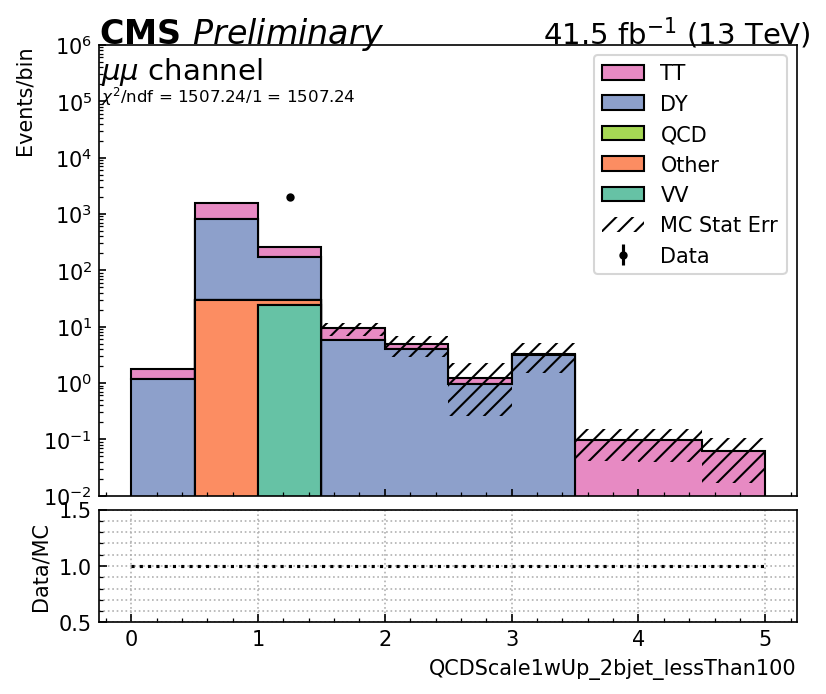 CMS Preliminary 41.5 fb⁻¹ (13 TeV)
μμ channel
χ²/ndf = 1507.24/1 = 1507.24
Events/bin
10⁶
10⁵
10⁴
10³
10²
10¹
10⁰
10⁻¹
10⁻²
TT
DY
QCD
Other
VV
MC Stat Err
Data
Data/MC
1.5
1.0
0.5
0 1 2 3 4 5
QCDScale1wUp_2bjet_lessThan100